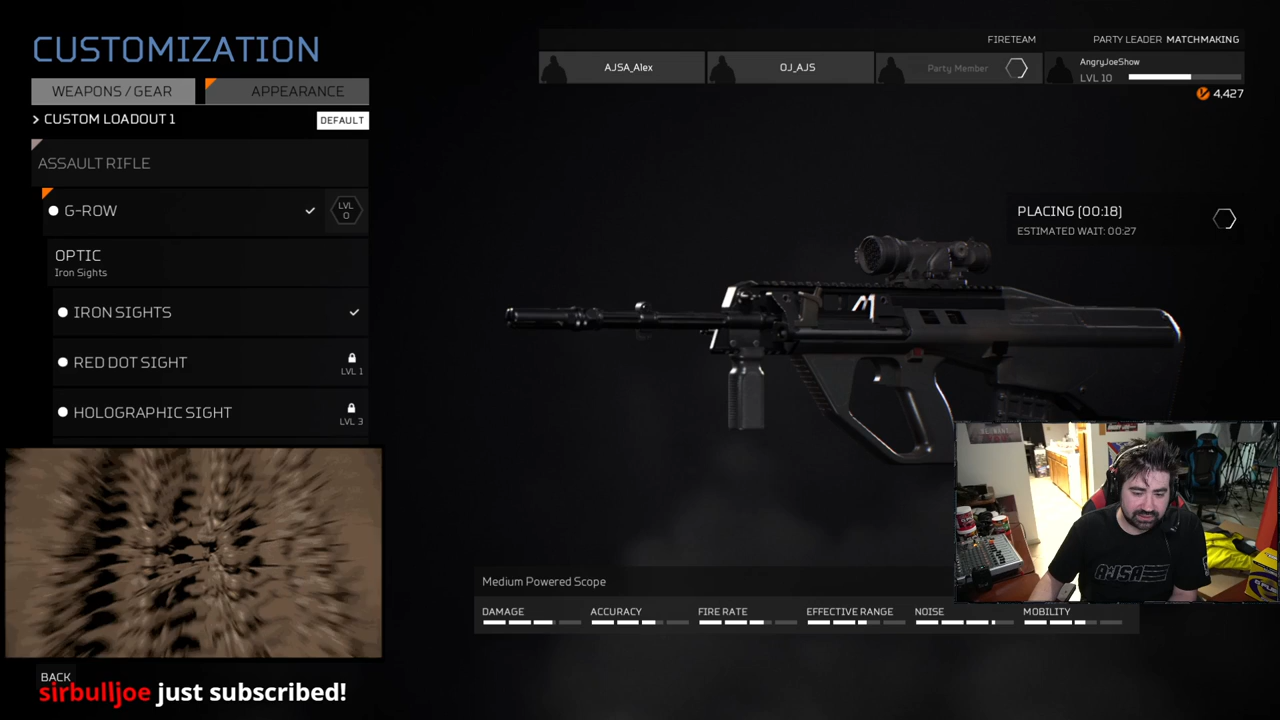 CUSTOMIZATION
WEAPONS / GEAR
APPEARANCE
> CUSTOM LOADOUT 1
DEFAULT
ASSAULT RIFLE
G-ROW
LVL
0
OPTIC
Iron Sights
IRON SIGHTS
RED DOT SIGHT
LVL 1
HOLOGRAPHIC SIGHT
LVL 3
FIRETEAM
PARTY LEADER MATCHMAKING
AJSA_Alex
OJ_AJS
Party Member
AngryJoeShow
LVL 10
4,427
PLACING (00:18)
ESTIMATED WAIT: 00:27
Medium Powered Scope
DAMAGE
ACCURACY
FIRE RATE
EFFECTIVE RANGE
NOISE
MOBILITY
AJSA
BACK
sirbulljoe just subscribed!